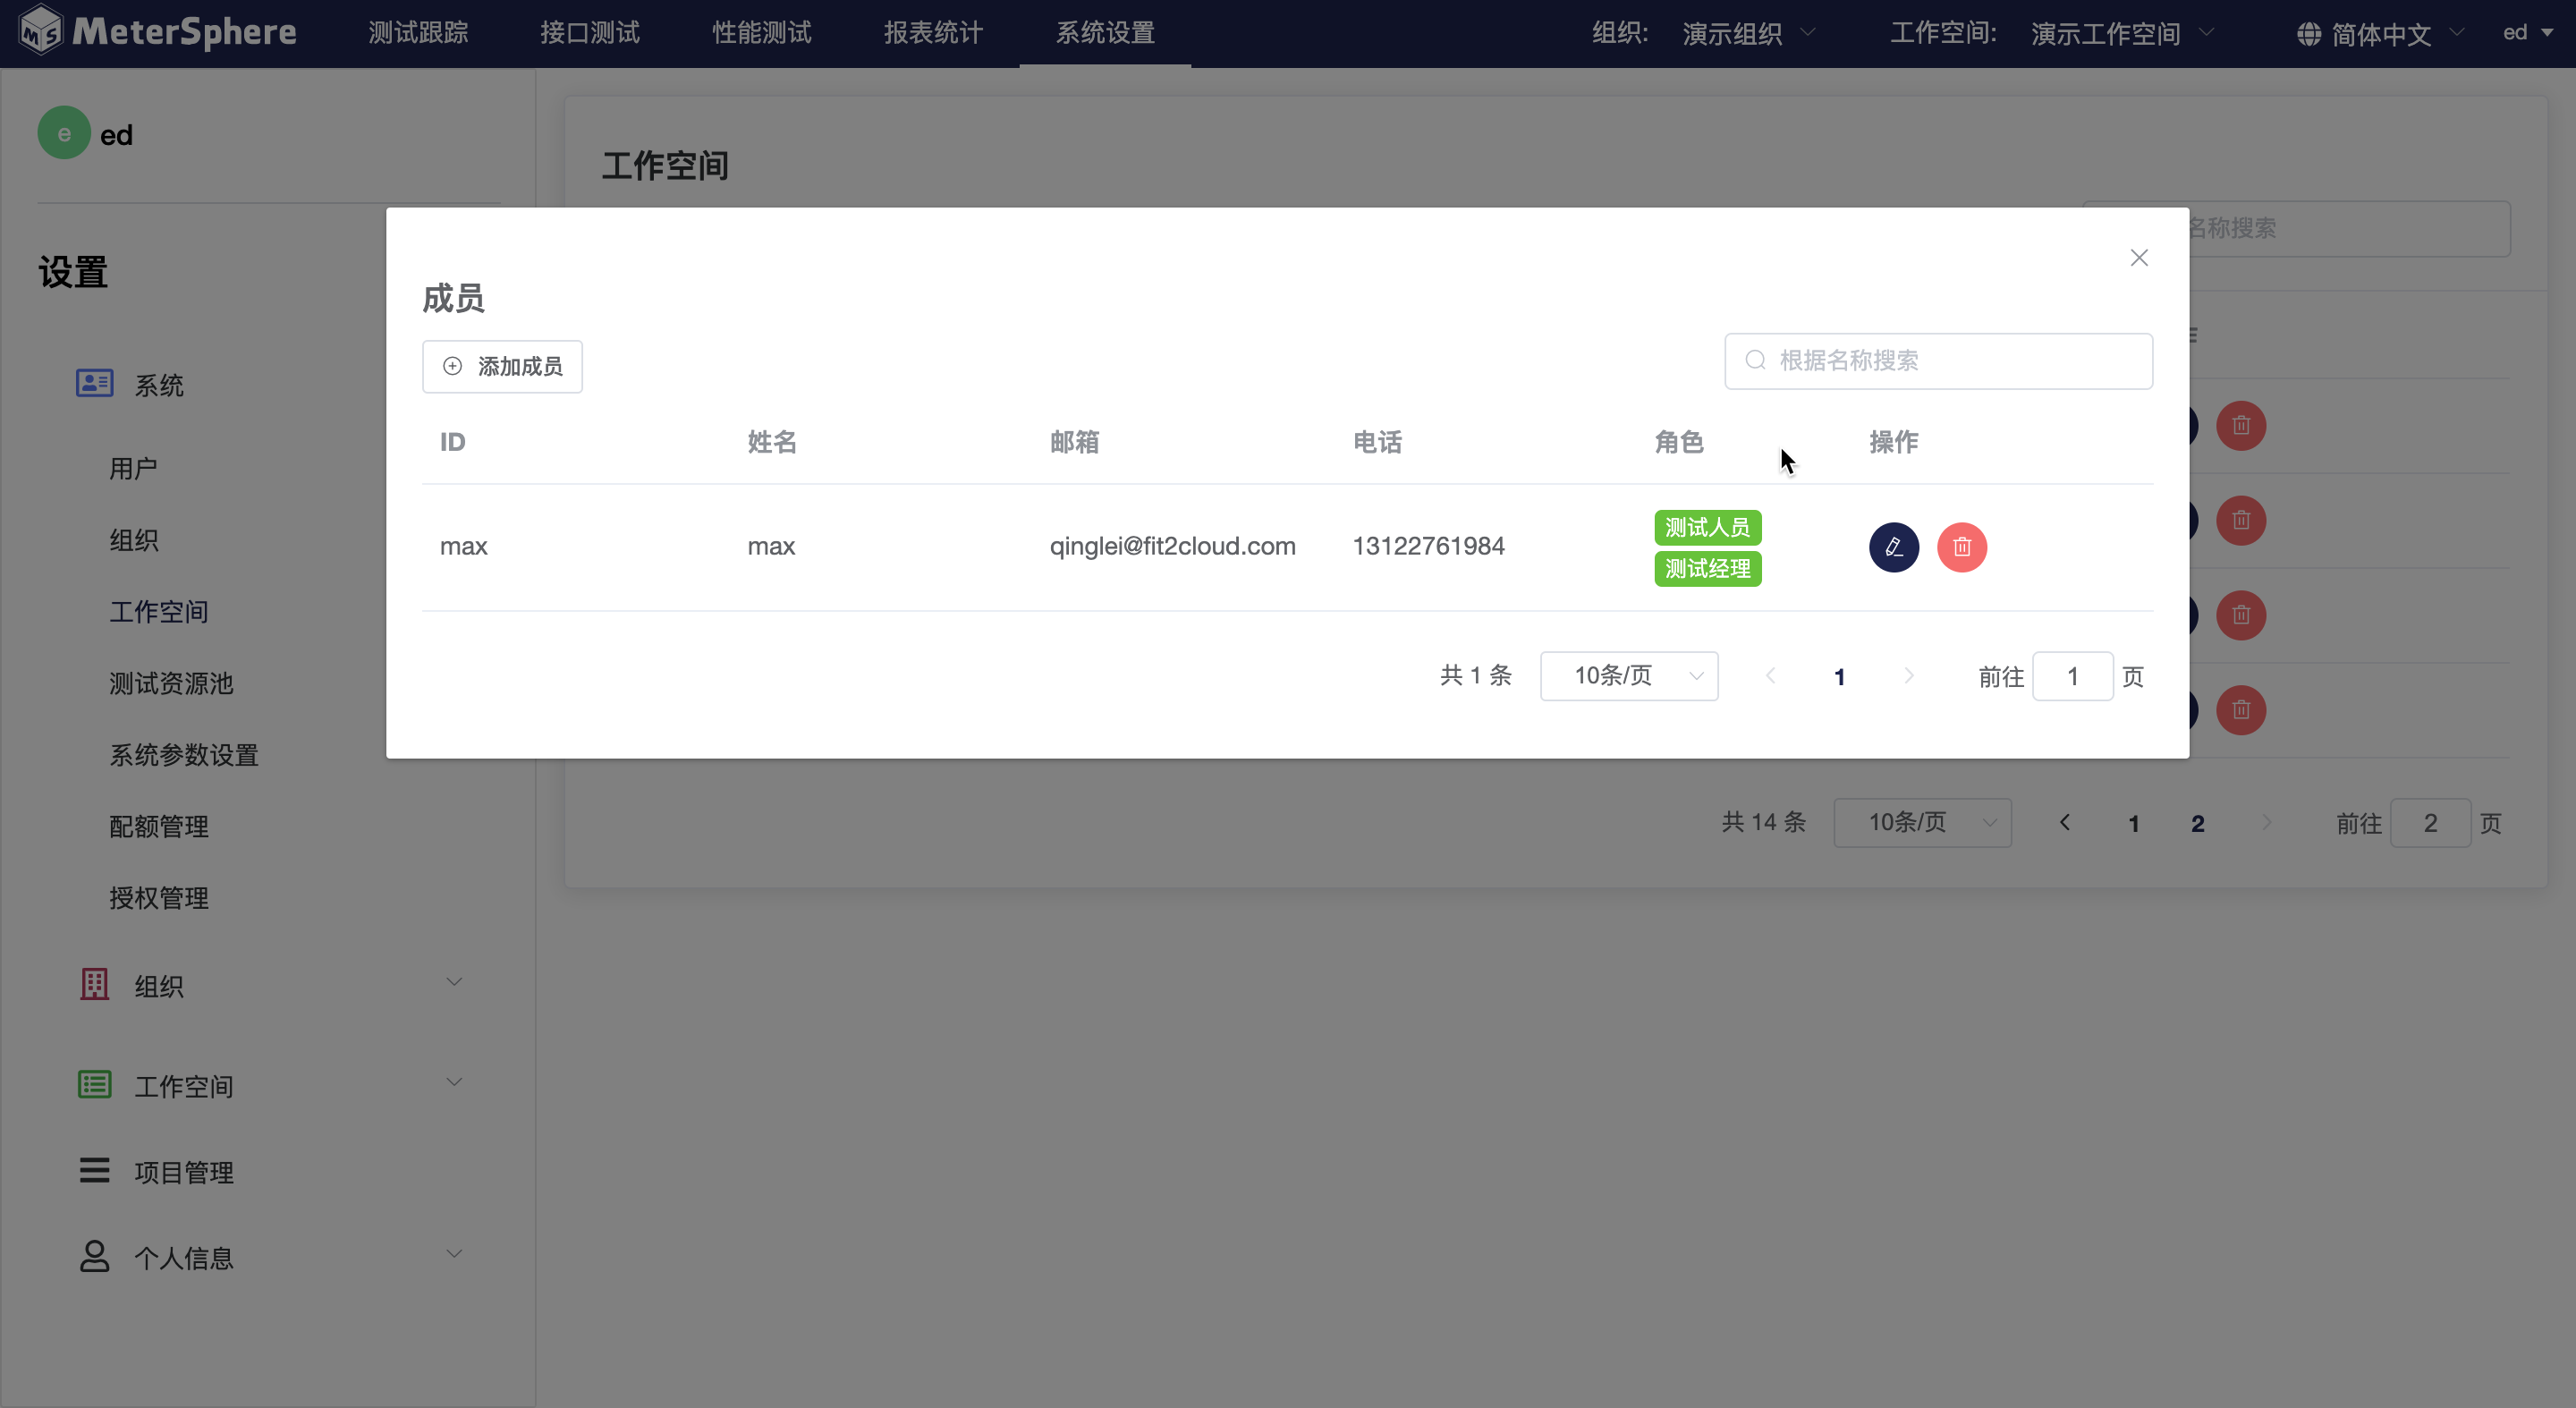 MeterSphere 测试跟踪 接口测试 性能测试 报表统计 系统设置 组织: 演示组织 工作空间: 演示工作空间 简体中文 ed
e ed
设置
系统
用户
组织
工作空间
测试资源池
系统参数设置
配额管理
授权管理
组织
工作空间
项目管理
个人信息
工作空间
名称搜索
成员
添加成员 根据名称搜索
ID 姓名 邮箱 电话 角色 操作
max max qinglei@fit2cloud.com 13122761984 测试人员
测试经理
共 1 条 10条/页 1 前往 1 页
共 14 条 10条/页 1 2 前往 2 页